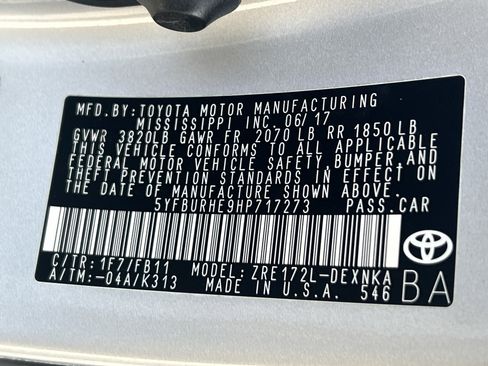 MFD.BY:TOYOTA MOTOR MANUFACTURING
MISSISSIPPI INC. 06/17
GVWR 3820LB GAWR FR 2070 LB RR 1850 LB
THIS VEHICLE CONFORMS TO ALL APPLICABLE
FEDERAL MOTOR VEHICLE SAFETY, BUMPER, AND
THEFT PREVENTION STANDARDS IN EFFECT ON
THE DATE OF MANUFACTURE SHOWN ABOVE.
5YFBURHE9HP717273 PASS.CAR
C/TR:1F7/FB11 MODEL:ZRE172L-DEXNKA
A/TM:-04A/K313 MADE IN U.S.A. 546
BA